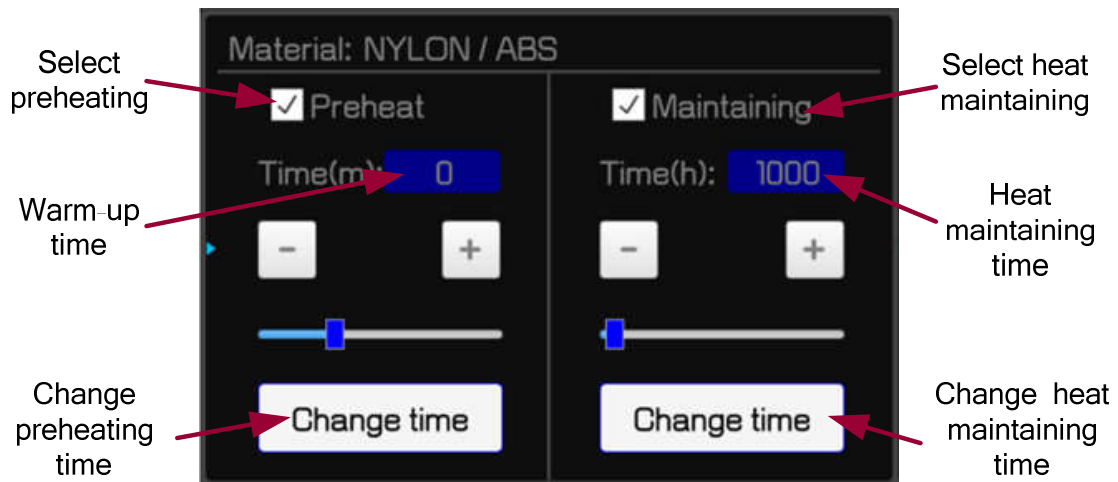 Material: NYLON / ABS
Select
preheating
Preheat
Maintaining
Select heat
maintaining
Time(m):
0
Time(h):
1000
Warm-up
time
Heat
maintaining
time
-
+
-
+
Change
preheating
time
Change time
Change time
Change heat
maintaining
time